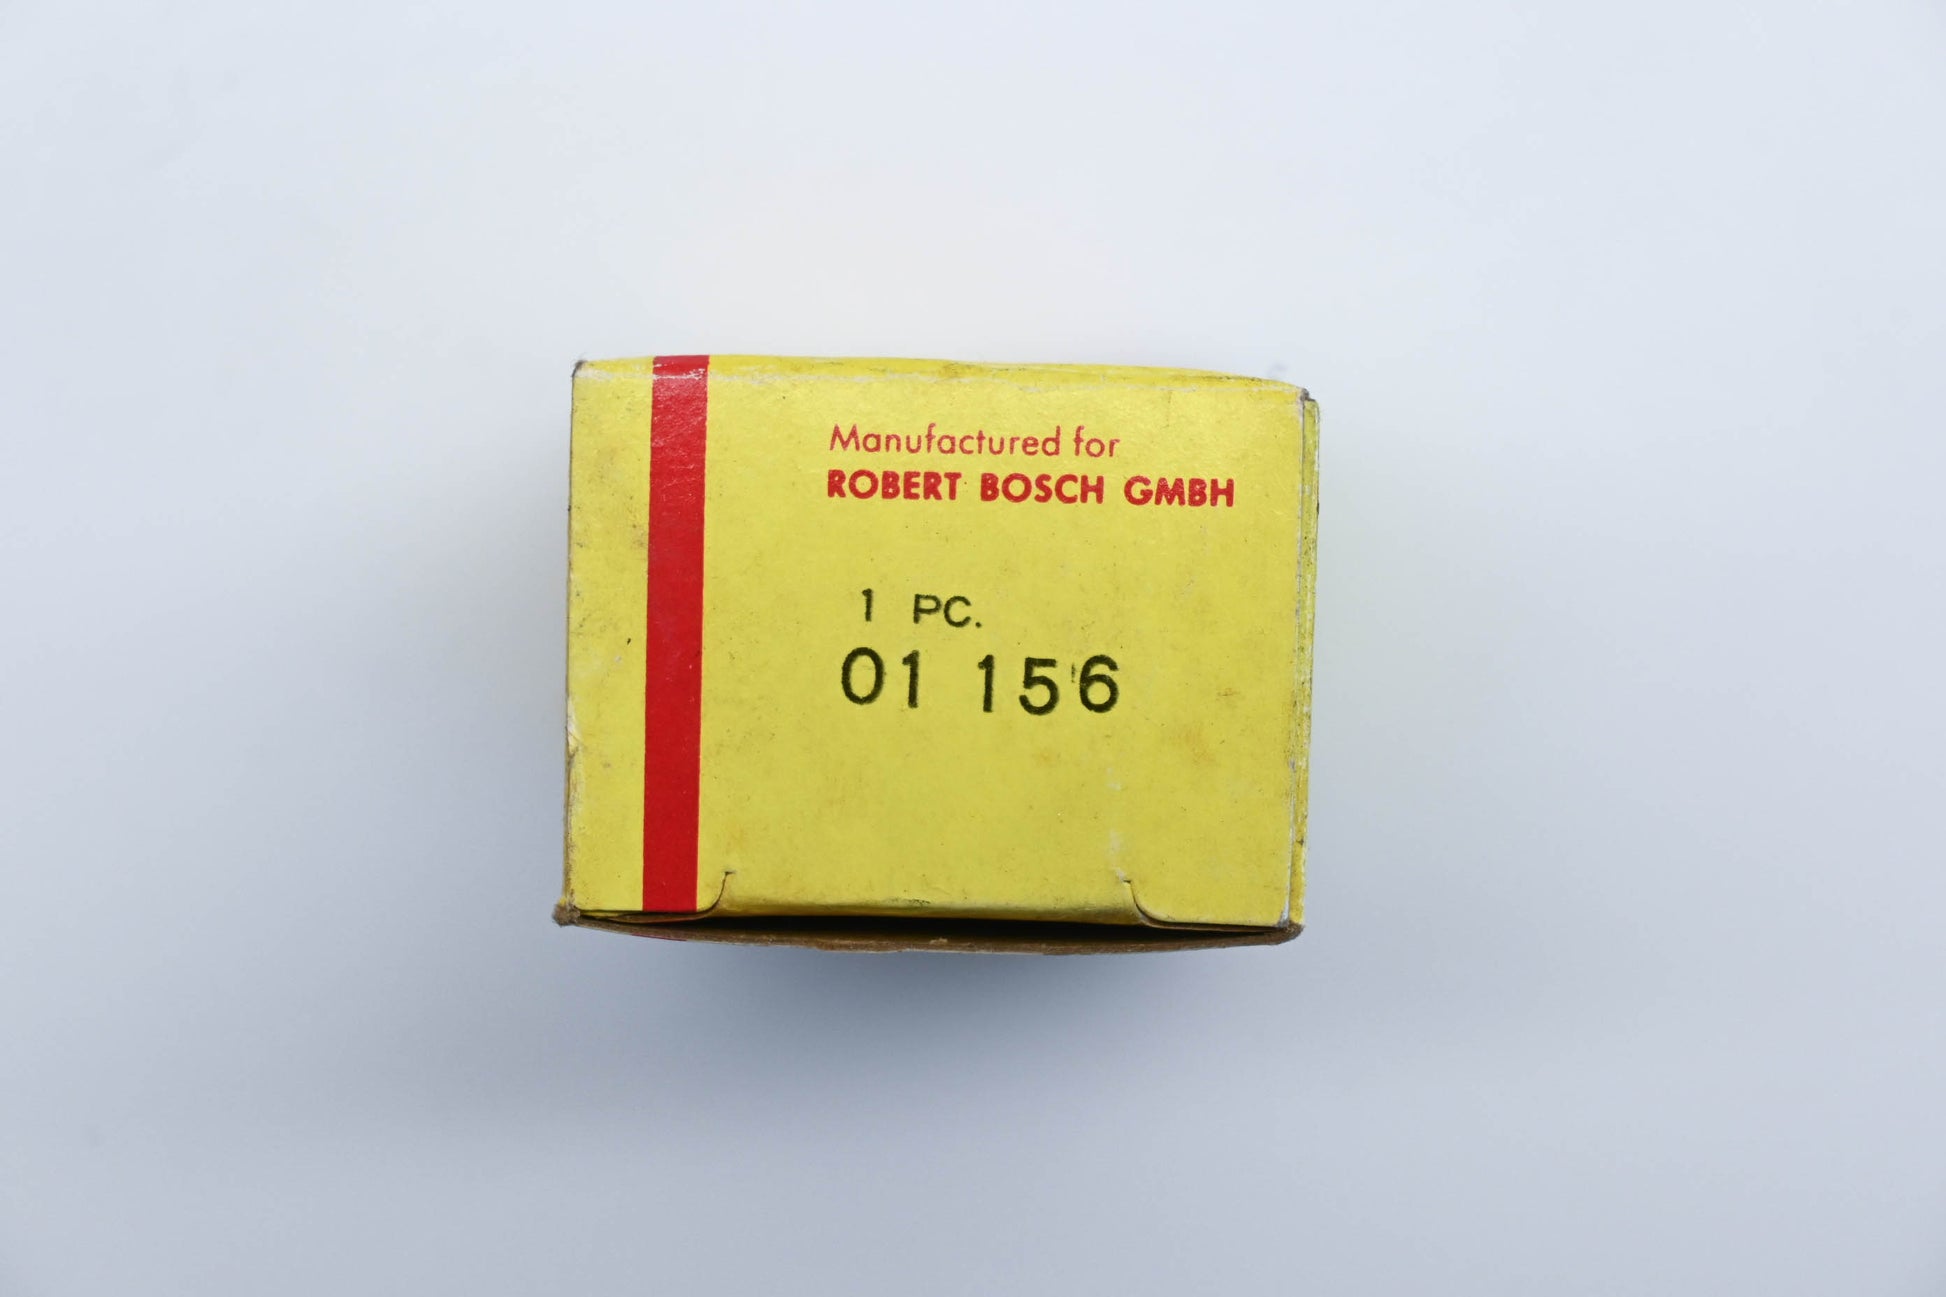 Manufactured for
ROBERT BOSCH GMBH
1 PC.
01 156